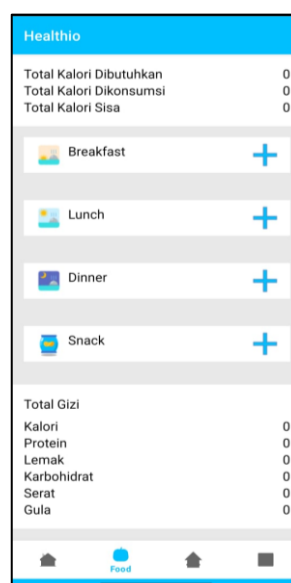 Healthio
Total Kalori Dibutuhkan 0
Total Kalori Dikonsumsi 0
Total Kalori Sisa 0
Breakfast
Lunch
Dinner
Snack
Total Gizi
Kalori 0
Protein 0
Lemak 0
Karbohidrat 0
Serat 0
Gula 0
Food